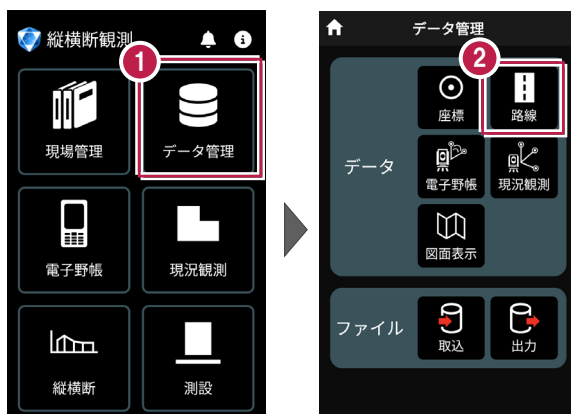 縦横断観測
1
現場管理
データ管理
電子野帳
現況観測
縦横断
測設
データ管理
2
データ
座標
路線
電子野帳
現況観測
図面表示
ファイル
取込
出力